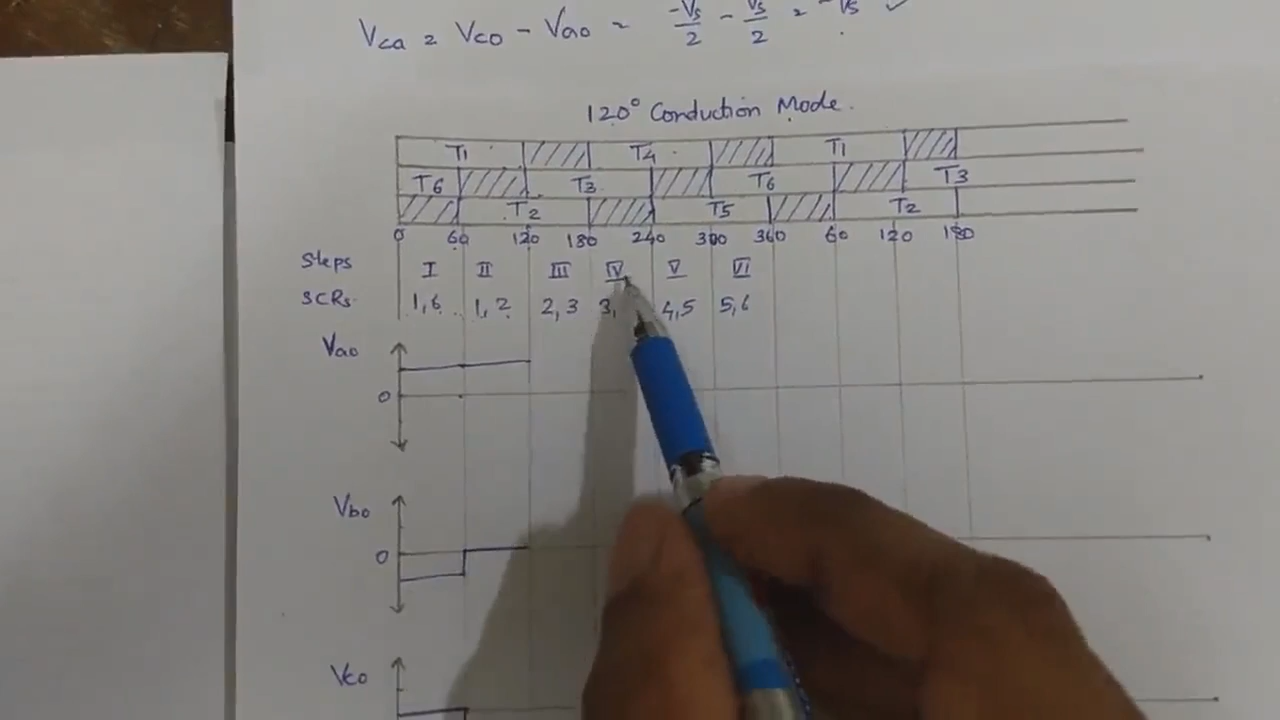 Vca = Vco - Vao = -Vs/2 - Vs/2 = -Vs ✓
120° Conduction Mode.
T1 T4 T1
T6 T3 T6 T3
T2 T5 T2
0 60 120 180 240 300 360 60 120 180
Steps I II III IV V VI
SCRs 1,6 1,2 2,3 3, 4,5 5,6
Vao
0
Vbo
0
Vco